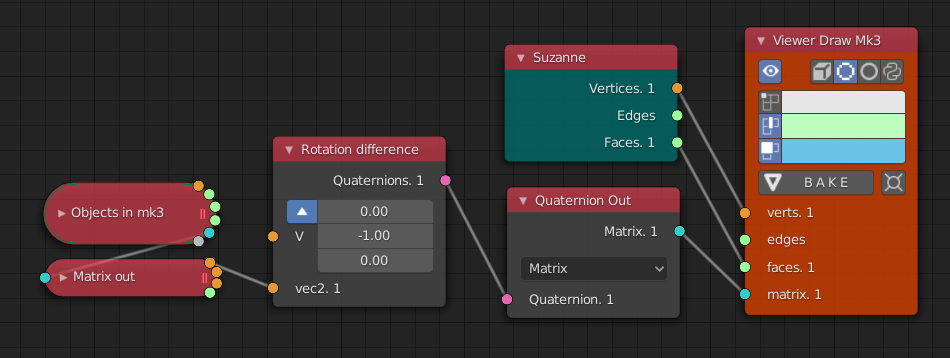 Objects in mk3
Matrix out
Rotation difference
Quaternions. 1
0.00
V
-1.00
0.00
vec2. 1
Suzanne
Vertices. 1
Edges
Faces. 1
Quaternion Out
Matrix. 1
Matrix
Quaternion. 1
Viewer Draw Mk3
BAKE
verts. 1
edges
faces. 1
matrix. 1